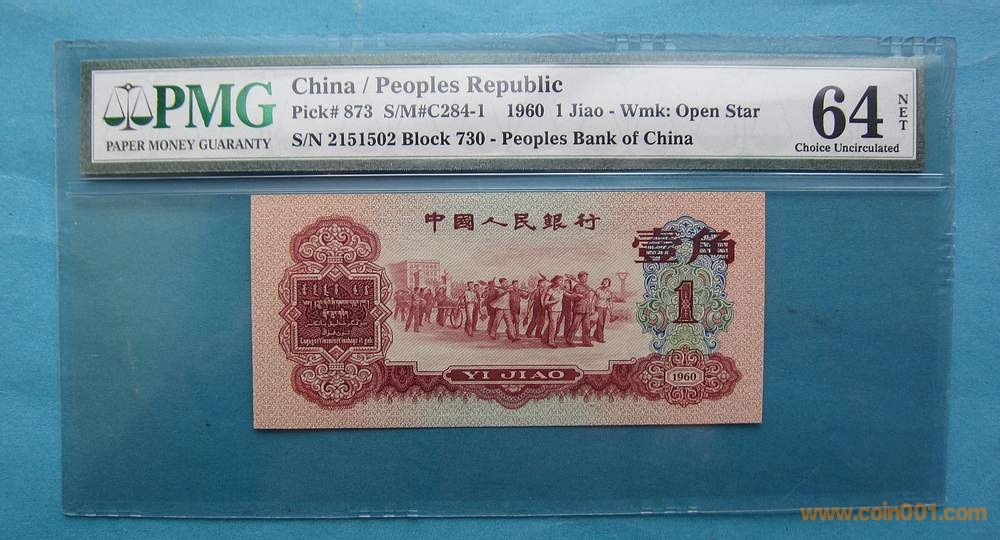 PMG
PAPER MONEY GUARANTY
China / Peoples Republic
Pick# 873 S/M#C284-1 1960 1 Jiao - Wmk: Open Star
S/N 2151502 Block 730 - Peoples Bank of China
64
NET
Choice Uncirculated
中國人民銀行
壹角
1
YI JIAO
1960
www.coin001.com